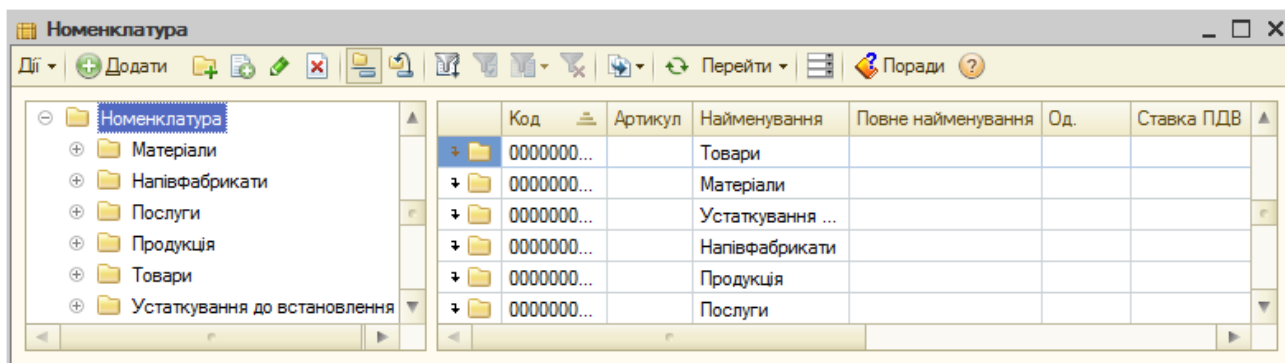 Номенклатура
Дії Додати Перейти Поради
Номенклатура
Матеріали
Напівфабрикати
Послуги
Продукція
Товари
Устаткування до встановлення
Код Артикул Найменування Повне найменування Од. Ставка ПДВ
0000000... Товари
0000000... Матеріали
0000000... Устаткування ...
0000000... Напівфабрикати
0000000... Продукція
0000000... Послуги